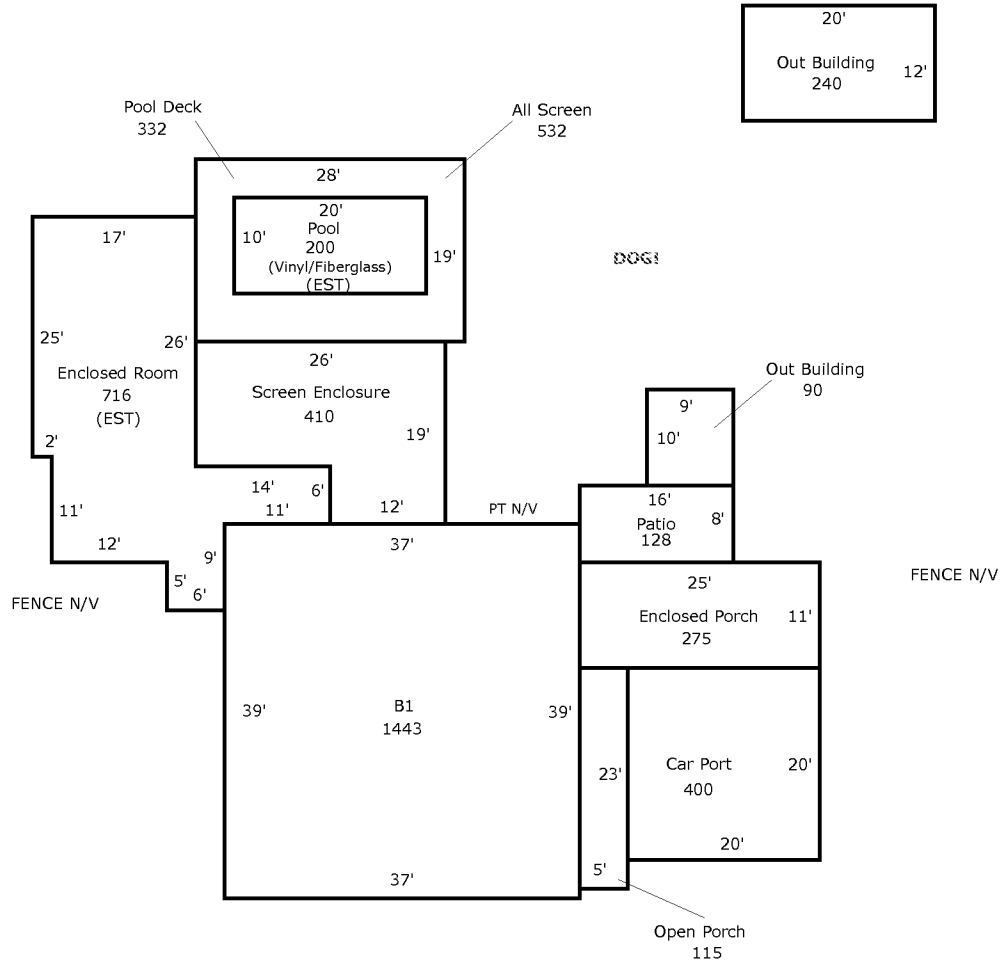 20'
Out Building
240
12'
Pool Deck
332
All Screen
532
28'
20'
Pool
10'
200
(Vinyl/Fiberglass)
(EST)
19'
17'
25'
26'
Enclosed Room
716
(EST)
2'
11'
12'
DOG!
26'
Screen Enclosure
410
19'
14'
6'
11'
12'
PT N/V
Out Building
90
9'
10'
16'
Patio
128
8'
9'
5'
6'
FENCE N/V
FENCE N/V
37'
25'
Enclosed Porch
275
11'
39'
B1
1443
39'
37'
23'
5'
Car Port
400
20'
20'
Open Porch
115